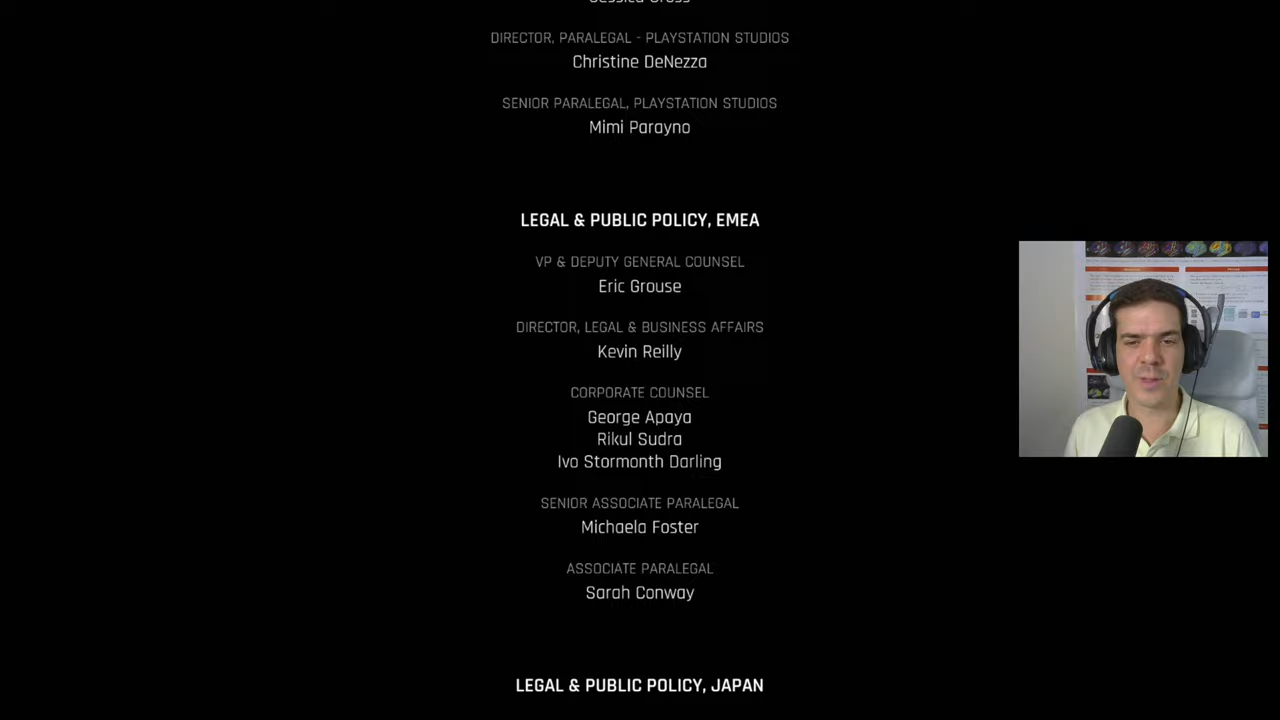 DIRECTOR, PARALEGAL - PLAYSTATION STUDIOS
Christine DeNezza
SENIOR PARALEGAL, PLAYSTATION STUDIOS
Mimi Parayno
LEGAL & PUBLIC POLICY, EMEA
VP & DEPUTY GENERAL COUNSEL
Eric Grouse
DIRECTOR, LEGAL & BUSINESS AFFAIRS
Kevin Reilly
CORPORATE COUNSEL
George Apaya
Rikul Sudra
Ivo Stormonth Darling
SENIOR ASSOCIATE PARALEGAL
Michaela Foster
ASSOCIATE PARALEGAL
Sarah Conway
LEGAL & PUBLIC POLICY, JAPAN